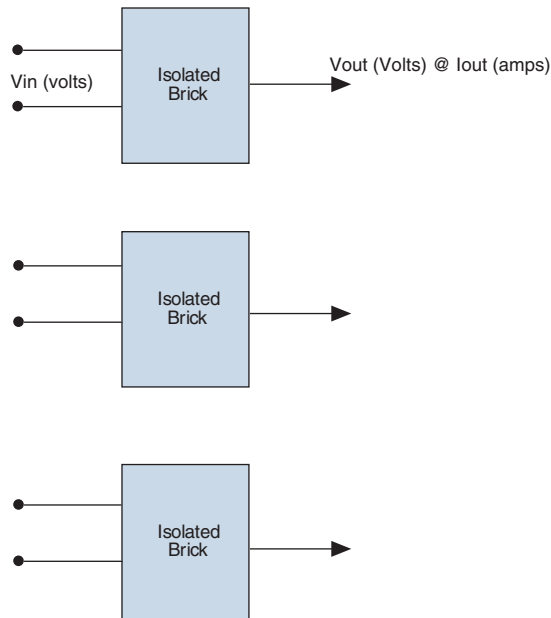 Isolated
Brick
Vin (volts)
Vout (Volts) @ Iout (amps)
Isolated
Brick
Isolated
Brick